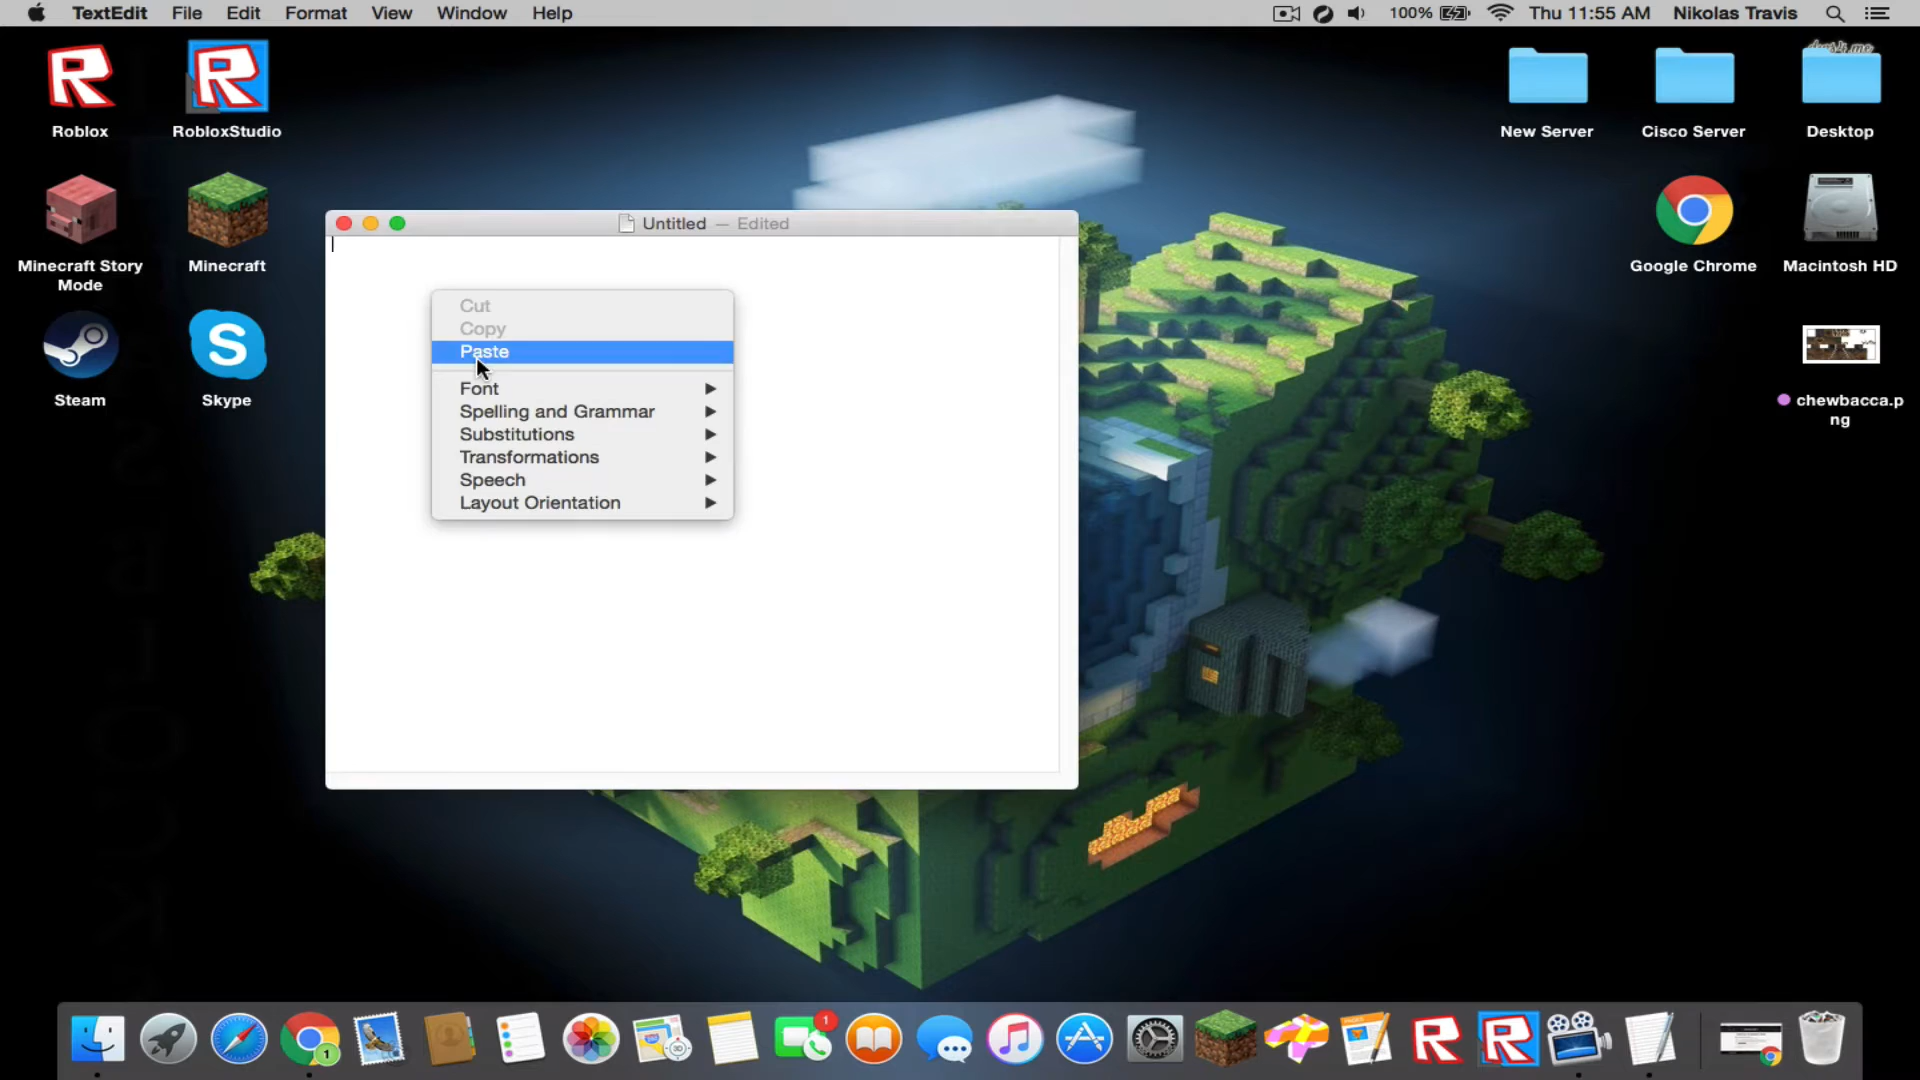 TextEdit File Edit Format View Window Help 100% Thu 11:55 AM Nikolas Travis
Roblox
RobloxStudio
New Server
Cisco Server
Desktop
Minecraft Story
Mode
Minecraft
Google Chrome
Macintosh HD
Steam
S
Skype
chewbacca.p
ng
Untitled — Edited
Cut
Copy
Paste
Font
Spelling and Grammar
Substitutions
Transformations
Speech
Layout Orientation
1
1